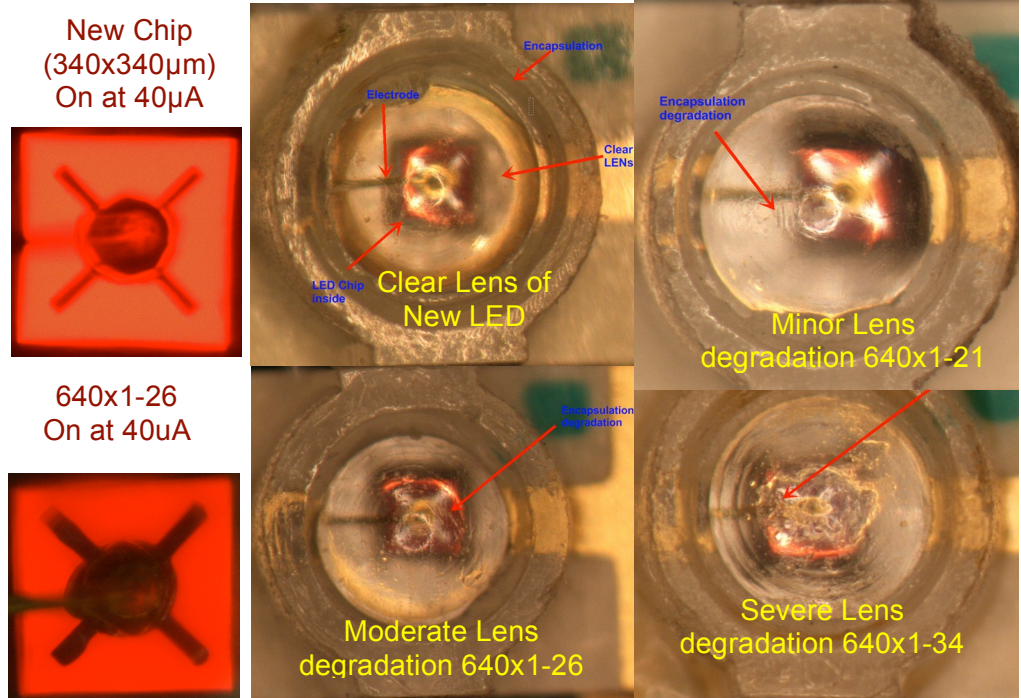 New Chip
(340x340µm)
On at 40µA
640x1-26
On at 40uA
Encapsulation
Electrode
Clear
LENs
LED Chip
inside
Clear Lens of
New LED
Encapsulation
degradation
Minor Lens
degradation 640x1-21
Encapsulation
degradation
Moderate Lens
degradation 640x1-26
Severe Lens
degradation 640x1-34